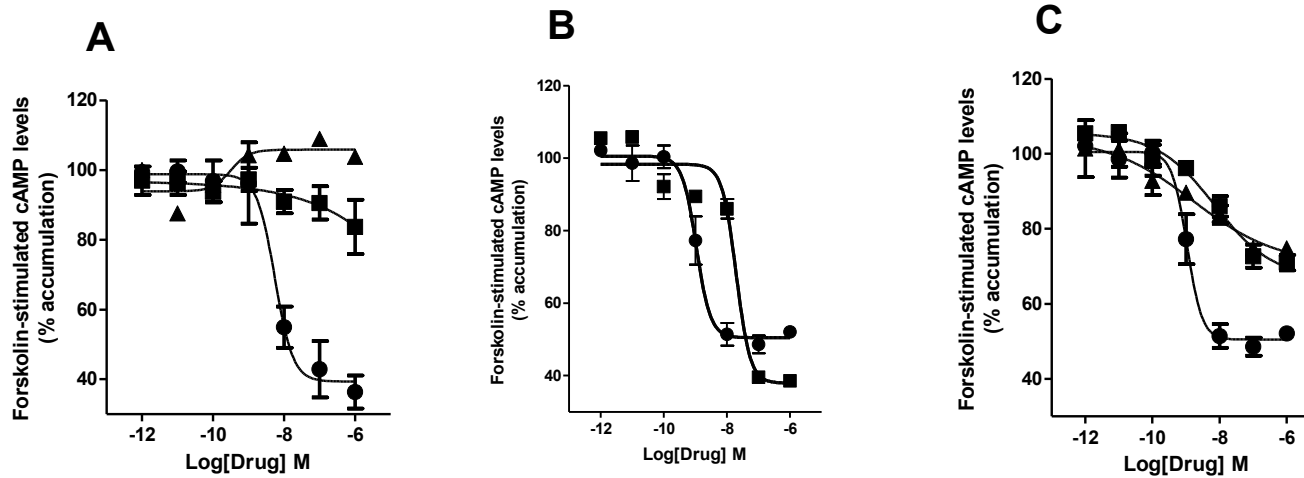 A
Forskolin-stimulated cAMP levels
(% accumulation)
120
100
80
60
40
-12
-10
-8
-6
Log[Drug] M
B
Forskolin-stimulated cAMP levels
(% accumulation)
120
100
80
60
40
-12
-10
-8
-6
Log[Drug] M
C
Forskolin-stimulated cAMP levels
(% accumulation)
120
100
80
60
40
-12
-10
-8
-6
Log[Drug] M